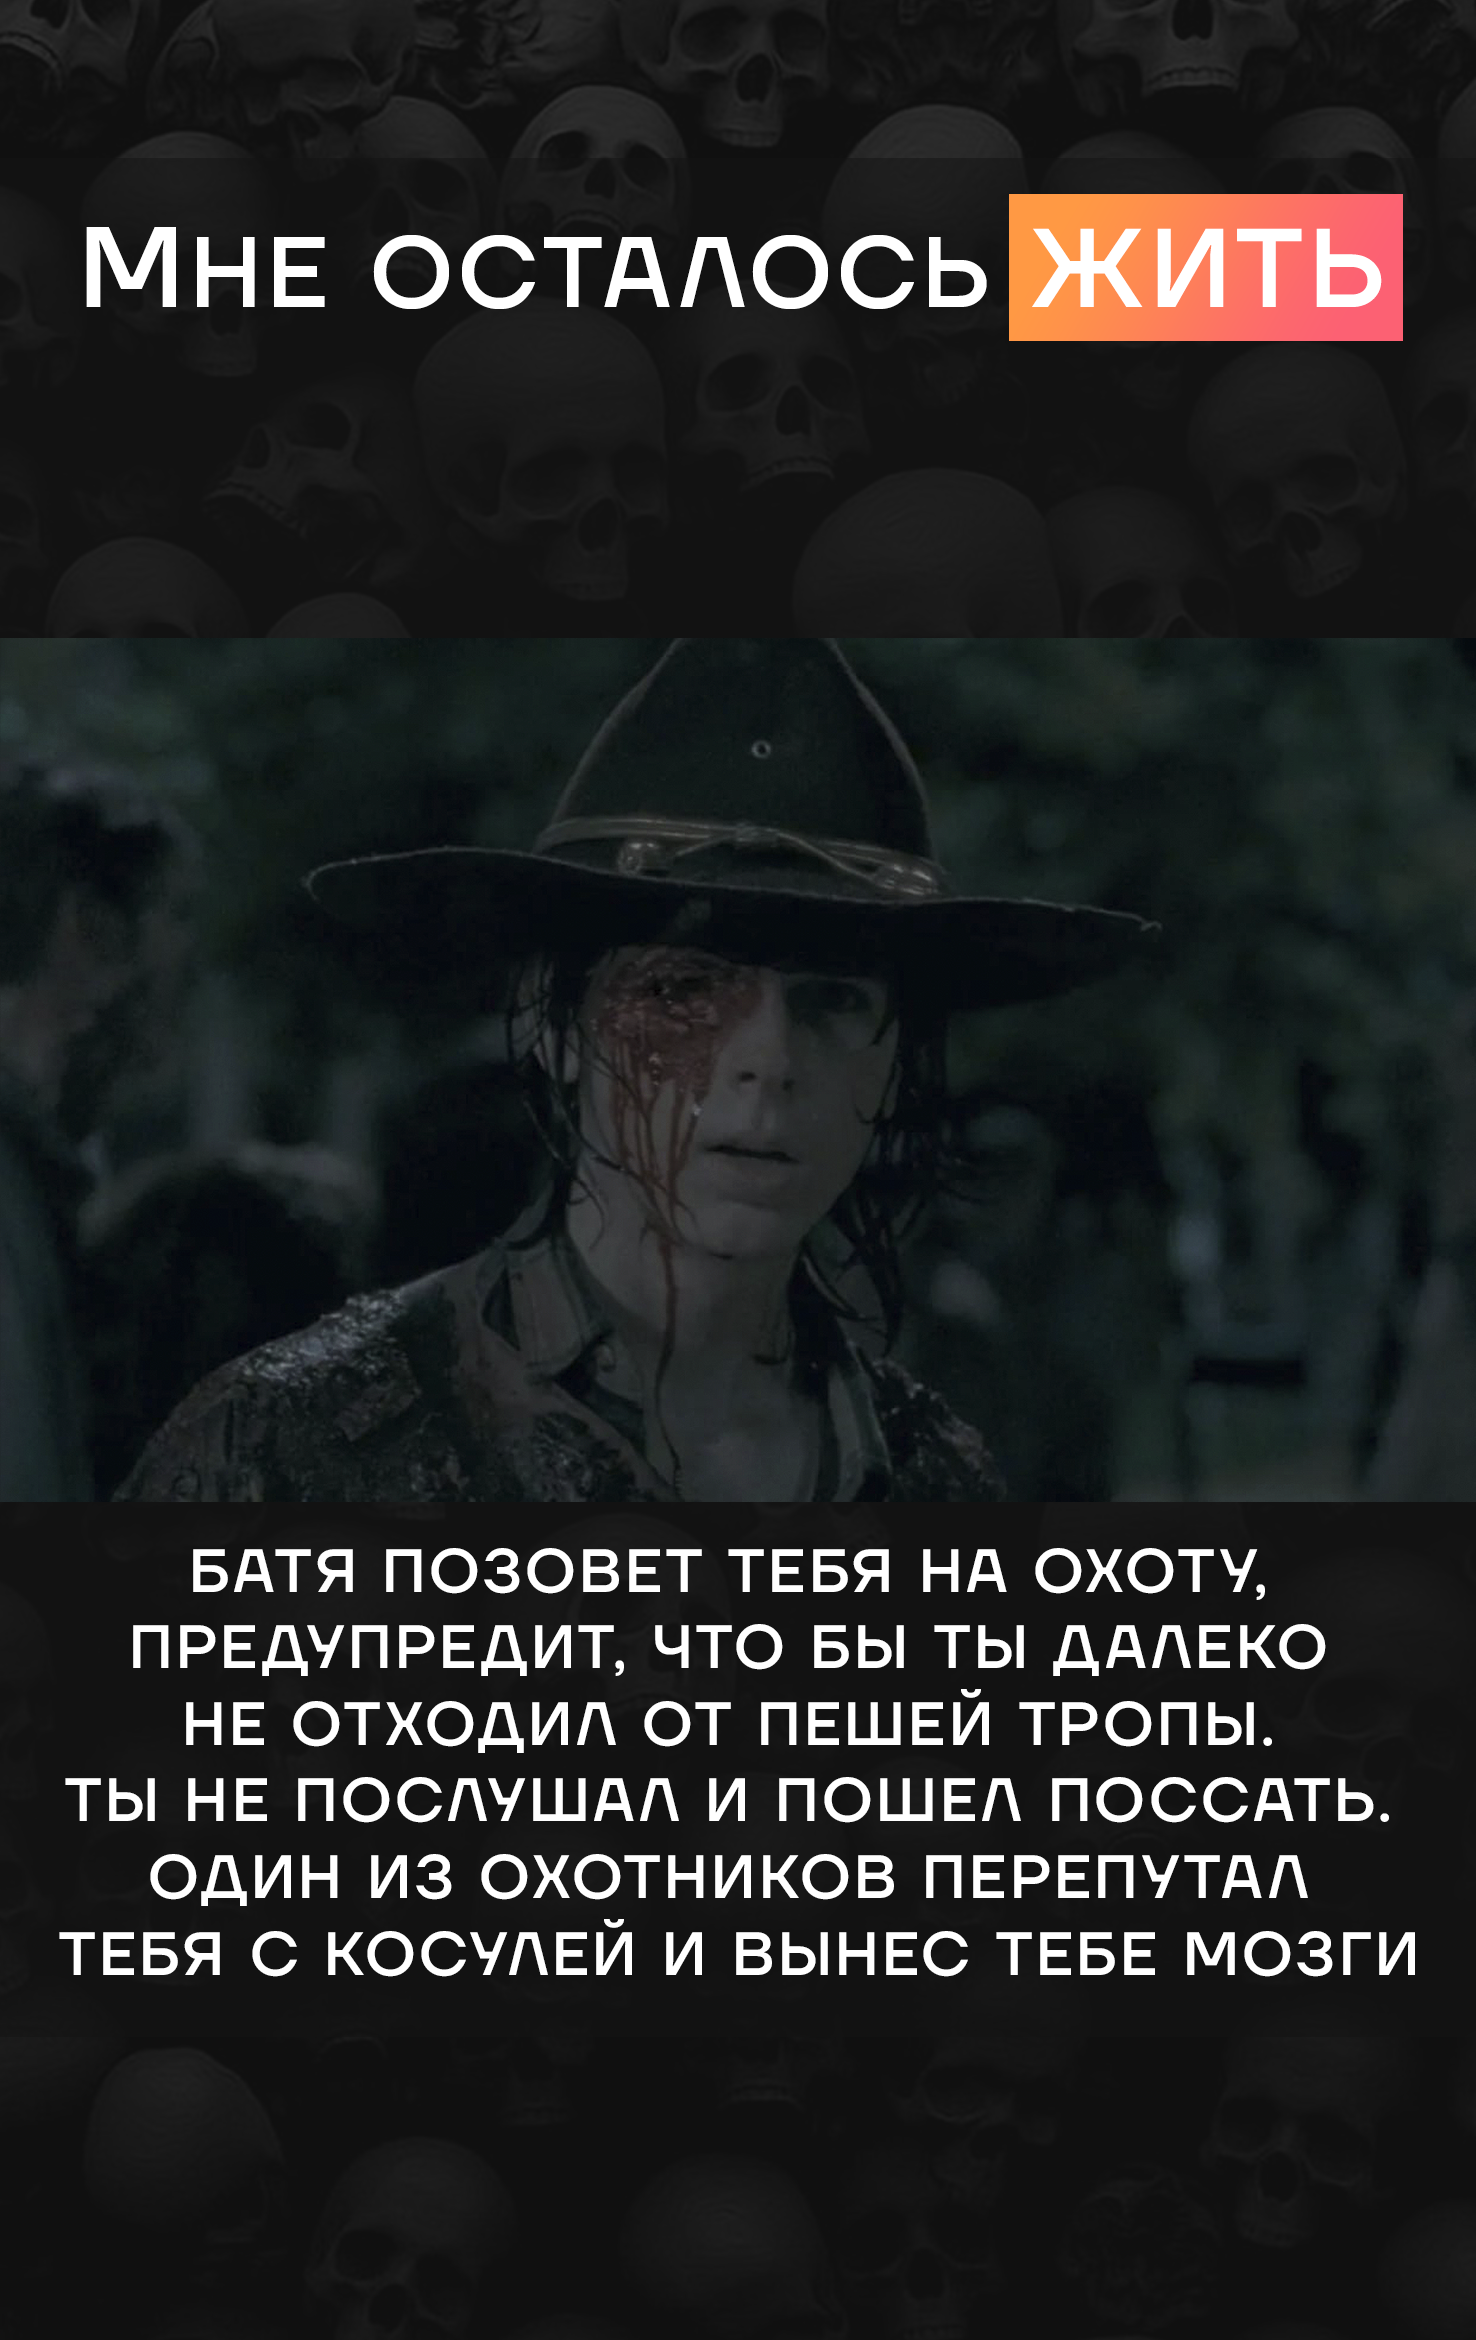 Мне осталось жить
БАТЯ ПОЗОВЕТ ТЕБЯ НА ОХОТУ,
ПРЕДУПРЕДИТ, ЧТО БЫ ТЫ ДАЛЕКО
НЕ ОТХОДИЛ ОТ ПЕШЕЙ ТРОПЫ.
ТЫ НЕ ПОСЛУШАЛ И ПОШЕЛ ПОССАТЬ.
ОДИН ИЗ ОХОТНИКОВ ПЕРЕПУТАЛ
ТЕБЯ С КОСУЛЕЙ И ВЫНЕС ТЕБЕ МОЗГИ